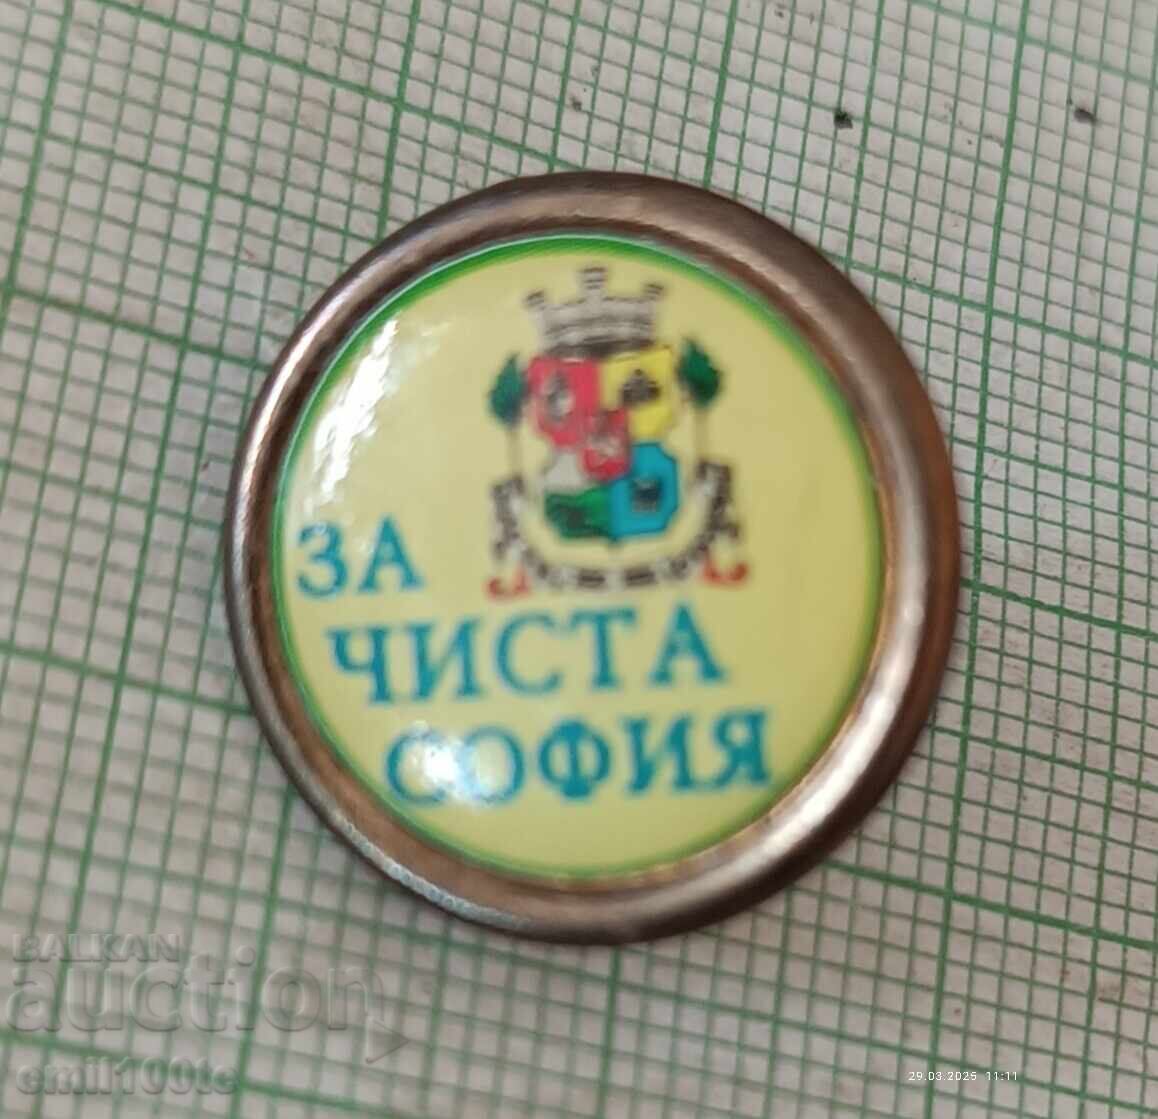 ЗА
ЧИСТА
СОФИЯ
BALKAN
auction
emil100te
29.03.2025 11:11